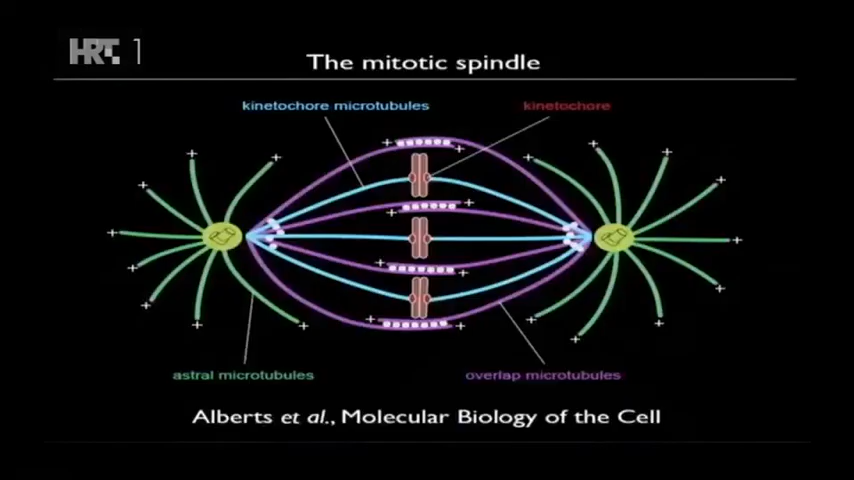 HRT 1
The mitotic spindle
kinetochore microtubules
kinetochore
+ + + + + + + +
+ + + + + + + +
+ + + + + + + +
astral microtubules
overlap microtubules
Alberts et al., Molecular Biology of the Cell